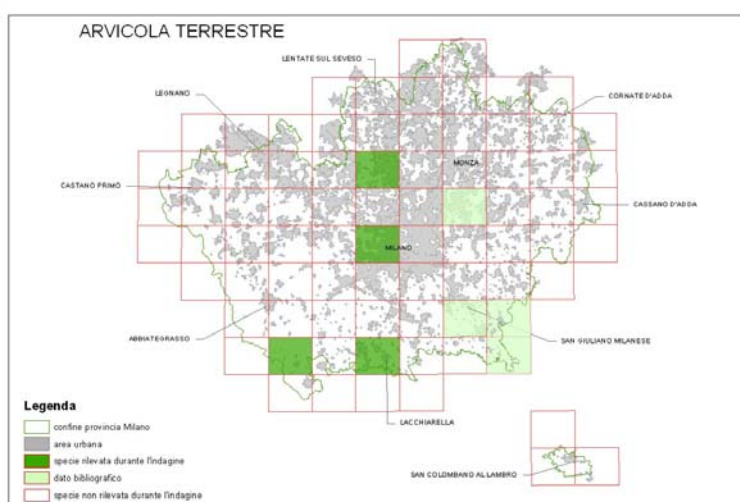 ARVICOLA TERRESTRE
LENTATE SUL SEVESO
LEGNANO
CORNATE D'ADDA
MONZA
CASTANO PRIMO
CASSANO D'ADDA
MILANO
ABBIATEGRASSO
SAN GIULIANO MILANESE
LACCHIARELLA
SAN COLOMBANO AL LAMBRO
Legenda
confine provincia Milano
area urbana
specie rilevata durante l'indagine
dato bibliografico
specie non rilevata durante l'indagine